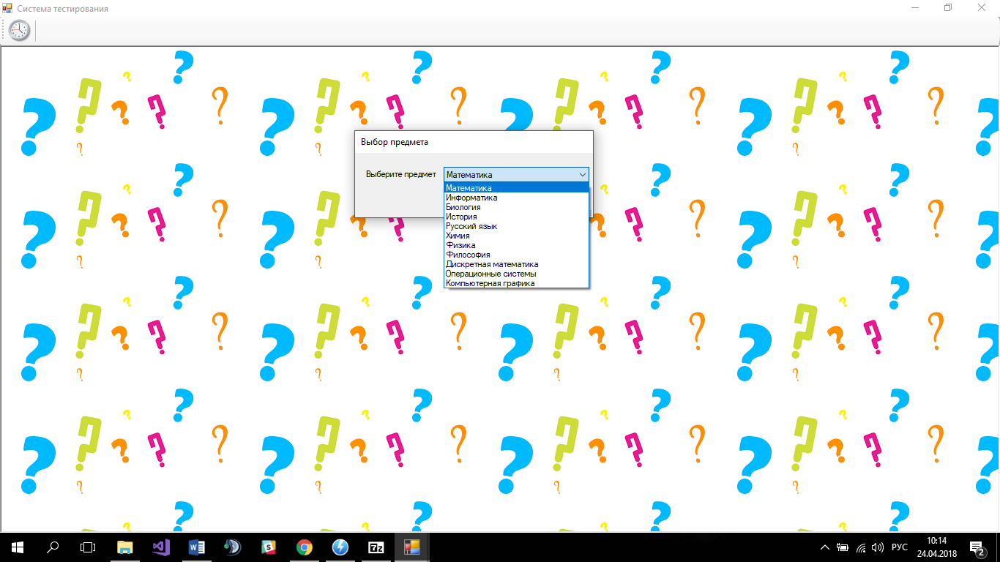 Система тестирования
Выбор предмета
Выберите предмет Математика
Математика
Информатика
Биология
История
Русский язык
Химия
Физика
Философия
Дискретная математика
Операционные системы
Компьютерная графика
РУС
10:14
24.04.2018
2
7z